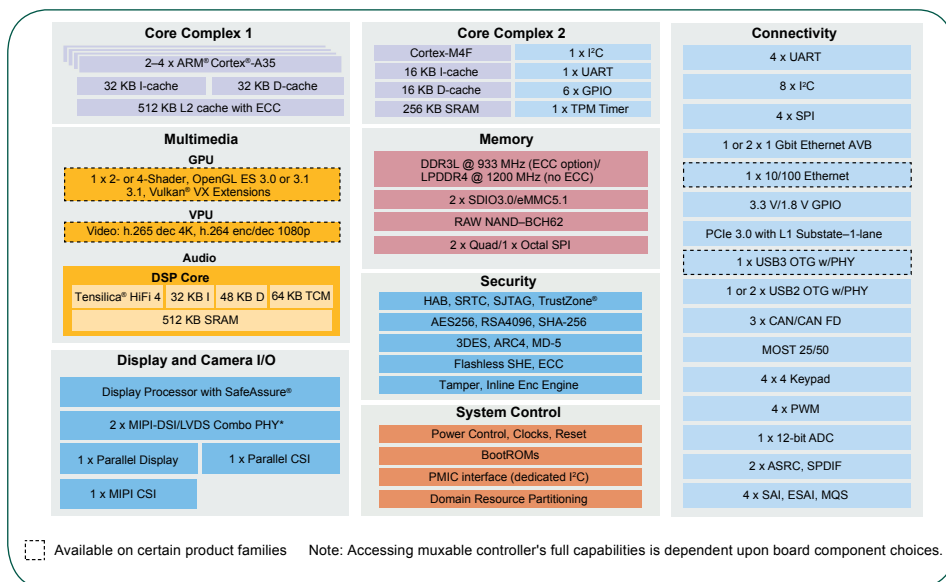 Core Complex 1
2–4 x ARM® Cortex®-A35
32 KB I-cache
32 KB D-cache
512 KB L2 cache with ECC
Multimedia
GPU
1 x 2- or 4-Shader, OpenGL ES 3.0 or 3.1
3.1, Vulkan® VX Extensions
VPU
Video: h.265 dec 4K, h.264 enc/dec 1080p
Audio
DSP Core
Tensilica® HiFi 4
32 KB I
48 KB D
64 KB TCM
512 KB SRAM
Display and Camera I/O
Display Processor with SafeAssure®
2 x MIPI-DSI/LVDS Combo PHY*
1 x Parallel Display
1 x Parallel CSI
1 x MIPI CSI
Core Complex 2
Cortex-M4F
1 x I²C
16 KB I-cache
1 x UART
16 KB D-cache
6 x GPIO
256 KB SRAM
1 x TPM Timer
Memory
DDR3L @ 933 MHz (ECC option)/
LPDDR4 @ 1200 MHz (no ECC)
2 x SDIO3.0/eMMC5.1
RAW NAND–BCH62
2 x Quad/1 x Octal SPI
Security
HAB, SRTC, SJTAG, TrustZone®
AES256, RSA4096, SHA-256
3DES, ARC4, MD-5
Flashless SHE, ECC
Tamper, Inline Enc Engine
System Control
Power Control, Clocks, Reset
BootROMs
PMIC interface (dedicated I²C)
Domain Resource Partitioning
Connectivity
4 x UART
8 x I²C
4 x SPI
1 or 2 x 1 Gbit Ethernet AVB
1 x 10/100 Ethernet
3.3 V/1.8 V GPIO
PCIe 3.0 with L1 Substate–1-lane
1 x USB3 OTG w/PHY
1 or 2 x USB2 OTG w/PHY
3 x CAN/CAN FD
MOST 25/50
4 x 4 Keypad
4 x PWM
1 x 12-bit ADC
2 x ASRC, SPDIF
4 x SAI, ESAI, MQS
Available on certain product families
Note: Accessing muxable controller's full capabilities is dependent upon board component choices.